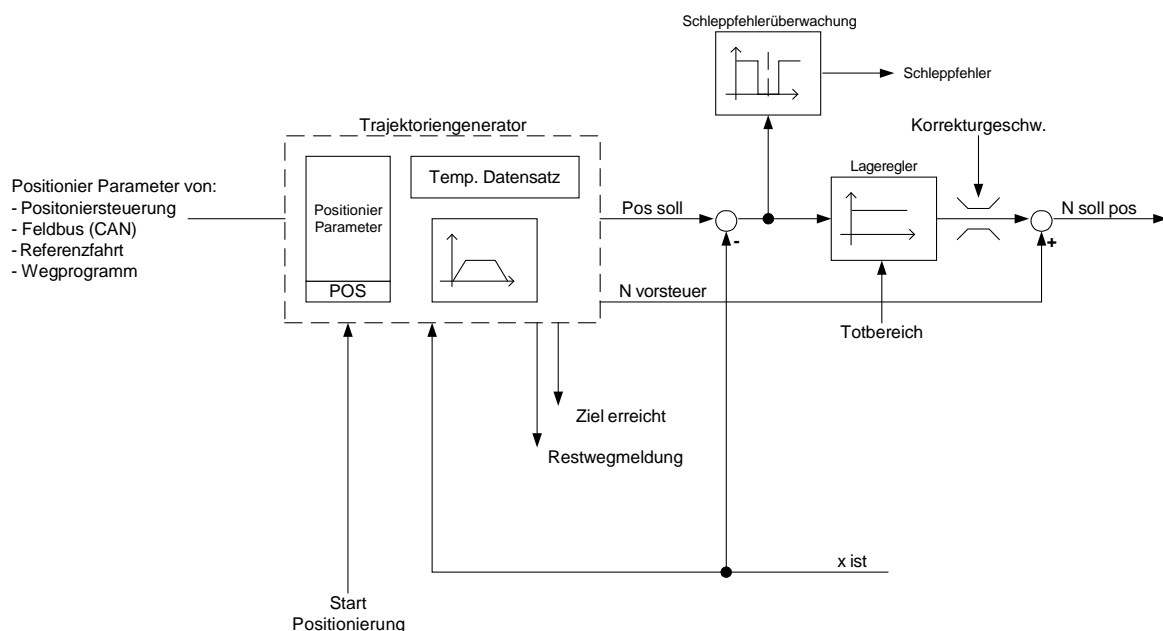 Schleppfehlerüberwachung
Schleppfehler
Trajektoriengenerator
Korrekturgeschw.
Positionier Parameter von:
- Positoniersteuerung
- Feldbus (CAN)
- Referenzfahrt
- Wegprogramm
Positionier
Parameter
POS
Temp. Datensatz
Pos soll
-
Lageregler
N soll pos
+
N vorsteuer
Totbereich
Ziel erreicht
Restwegmeldung
x ist
Start
Positionierung